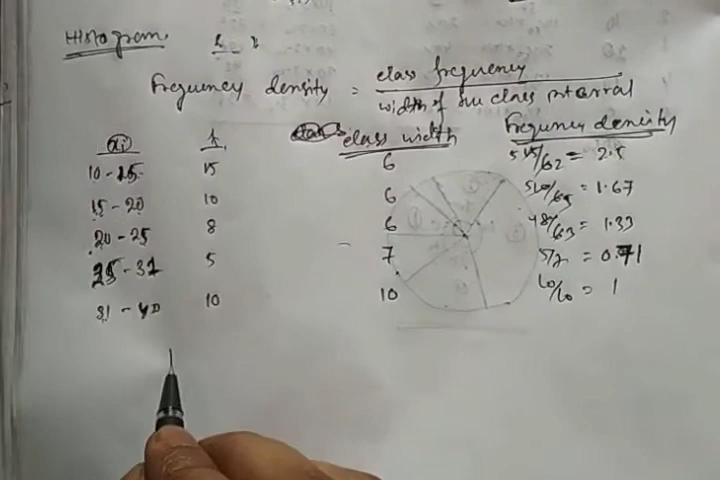 Histogram.
Frequency density = class frequency
width of the class interval
xi f class width Frequency density
10 - 15 15 6 15/6 = 2.5
15 - 20 10 6 10/6 = 1.67
20 - 25 8 6 8/6 = 1.33
25 - 31 5 7 5/7 = 0.71
31 - 40 10 10 10/10 = 1